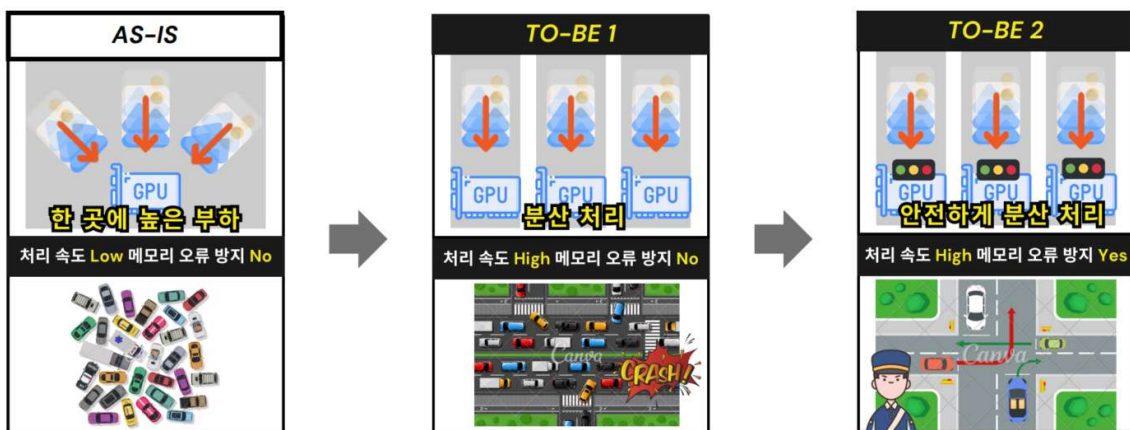 AS-IS
GPU
한 곳에 높은 부하
처리 속도 Low 메모리 오류 방지 No
TO-BE 1
GPU GPU GPU
분산 처리
처리 속도 High 메모리 오류 방지 No
Canva
CRASH!
TO-BE 2
GPU GPU GPU
안전하게 분산 처리
처리 속도 High 메모리 오류 방지 Yes
Canva